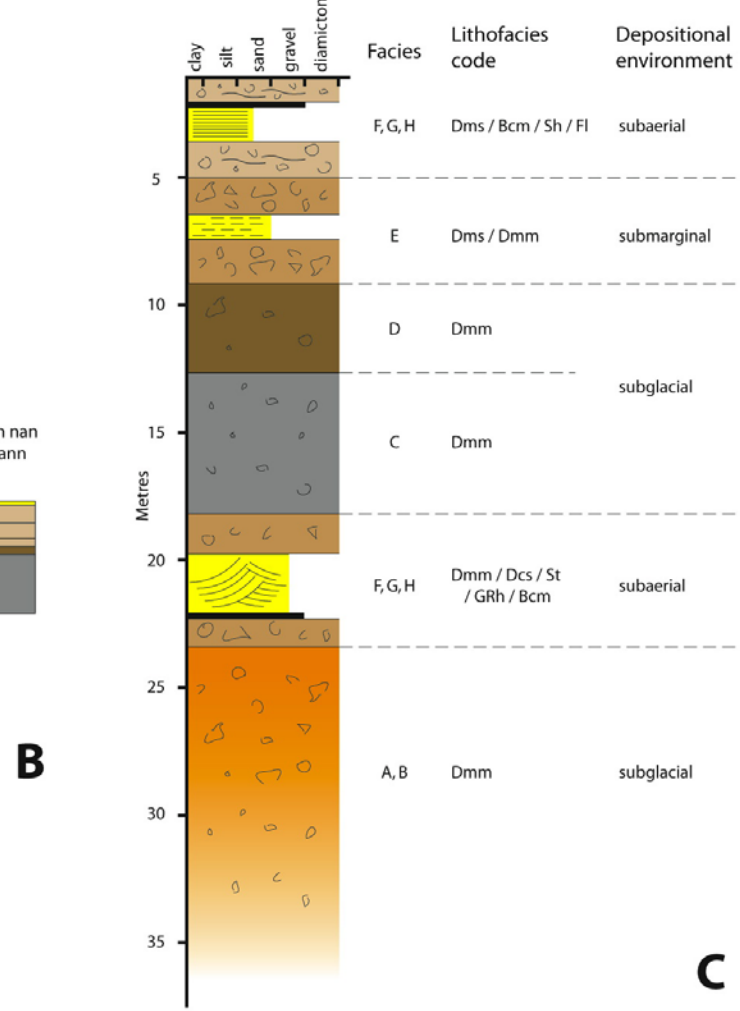 clay
silt
sand
gravel
diamicton
Facies
Lithofacies
code
Depositional
environment
F, G, H
Dms / Bcm / Sh / Fl
subaerial
5
E
Dms / Dmm
submarginal
10
D
Dmm
subglacial
15
C
Dmm
nan
Metres
20
F, G, H
Dmm / Dcs / St
/ GRh / Bcm
subaerial
25
B
A, B
Dmm
subglacial
30
35
C